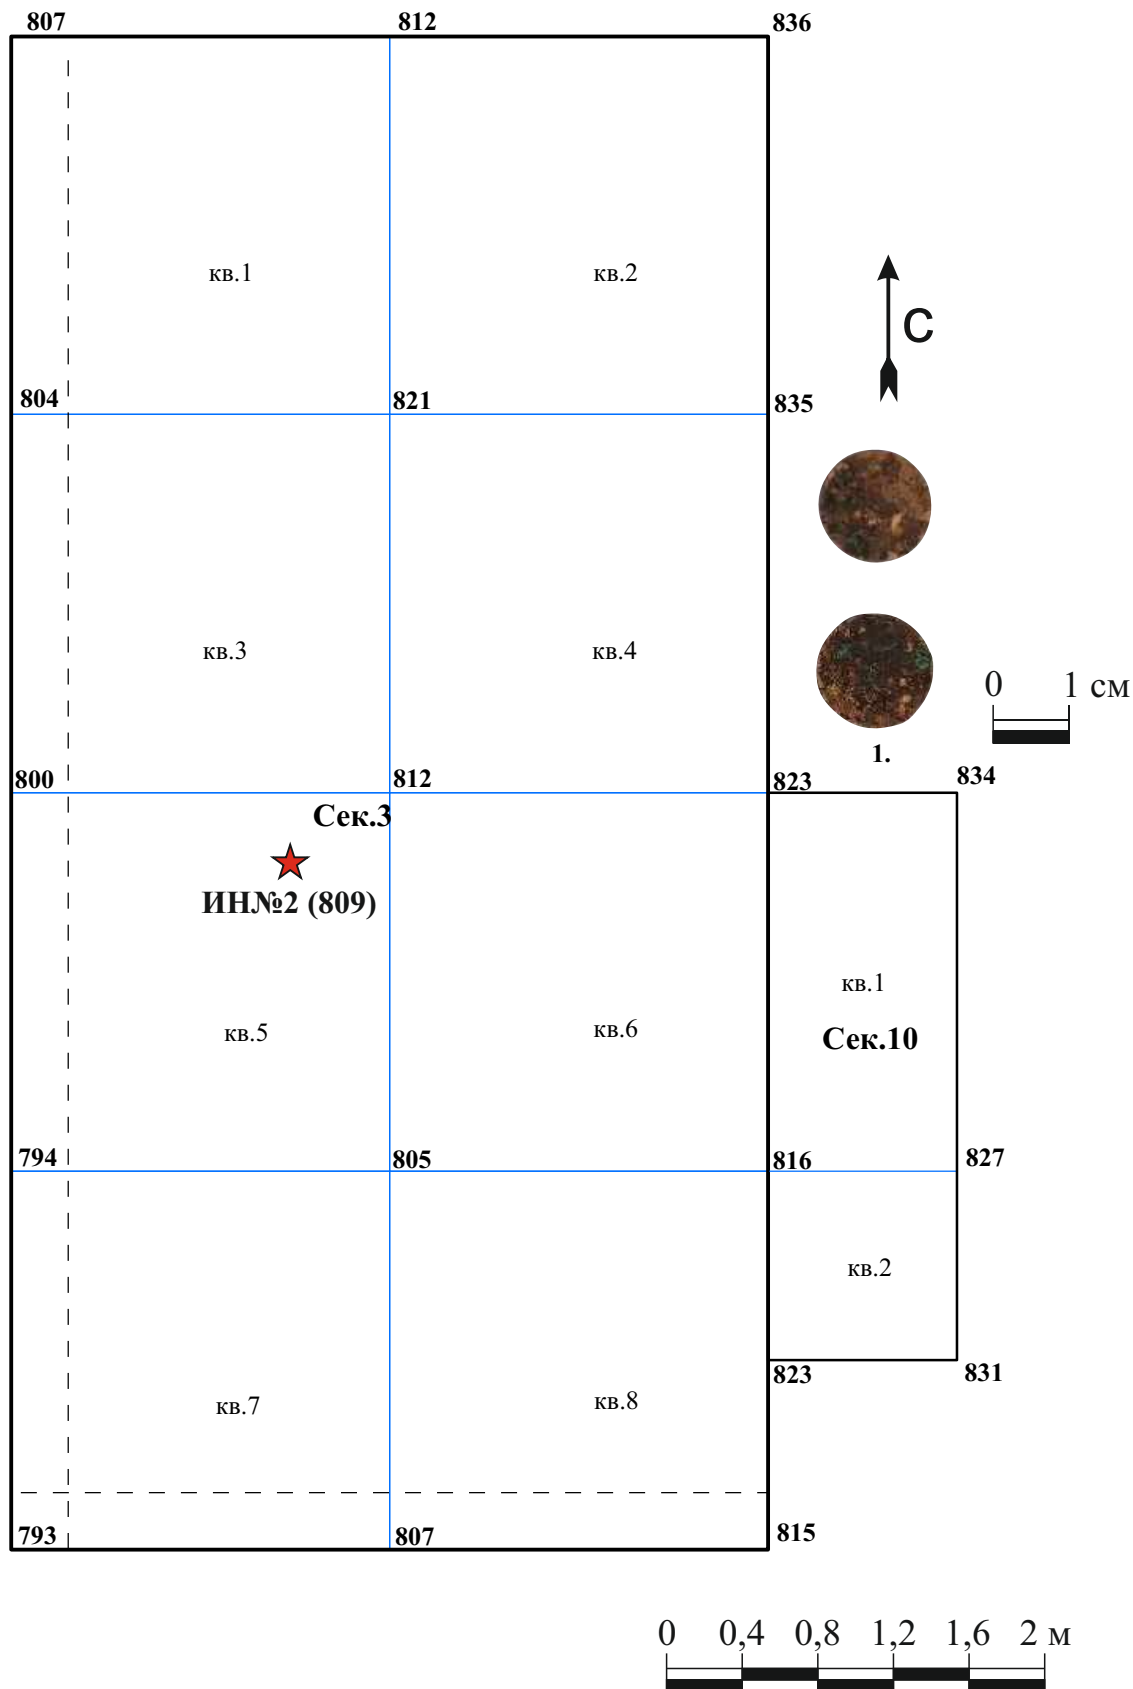 807 812 836
кв.1 кв.2
С
804 821 835
кв.3 кв.4
0 1 см
1.
800 812 823 834
Сек.3
ИН№2 (809)
кв.1
кв.5 кв.6 Сек.10
794 805 816 827
кв.2
823 831
кв.7 кв.8
793 807 815
0 0,4 0,8 1,2 1,6 2 м